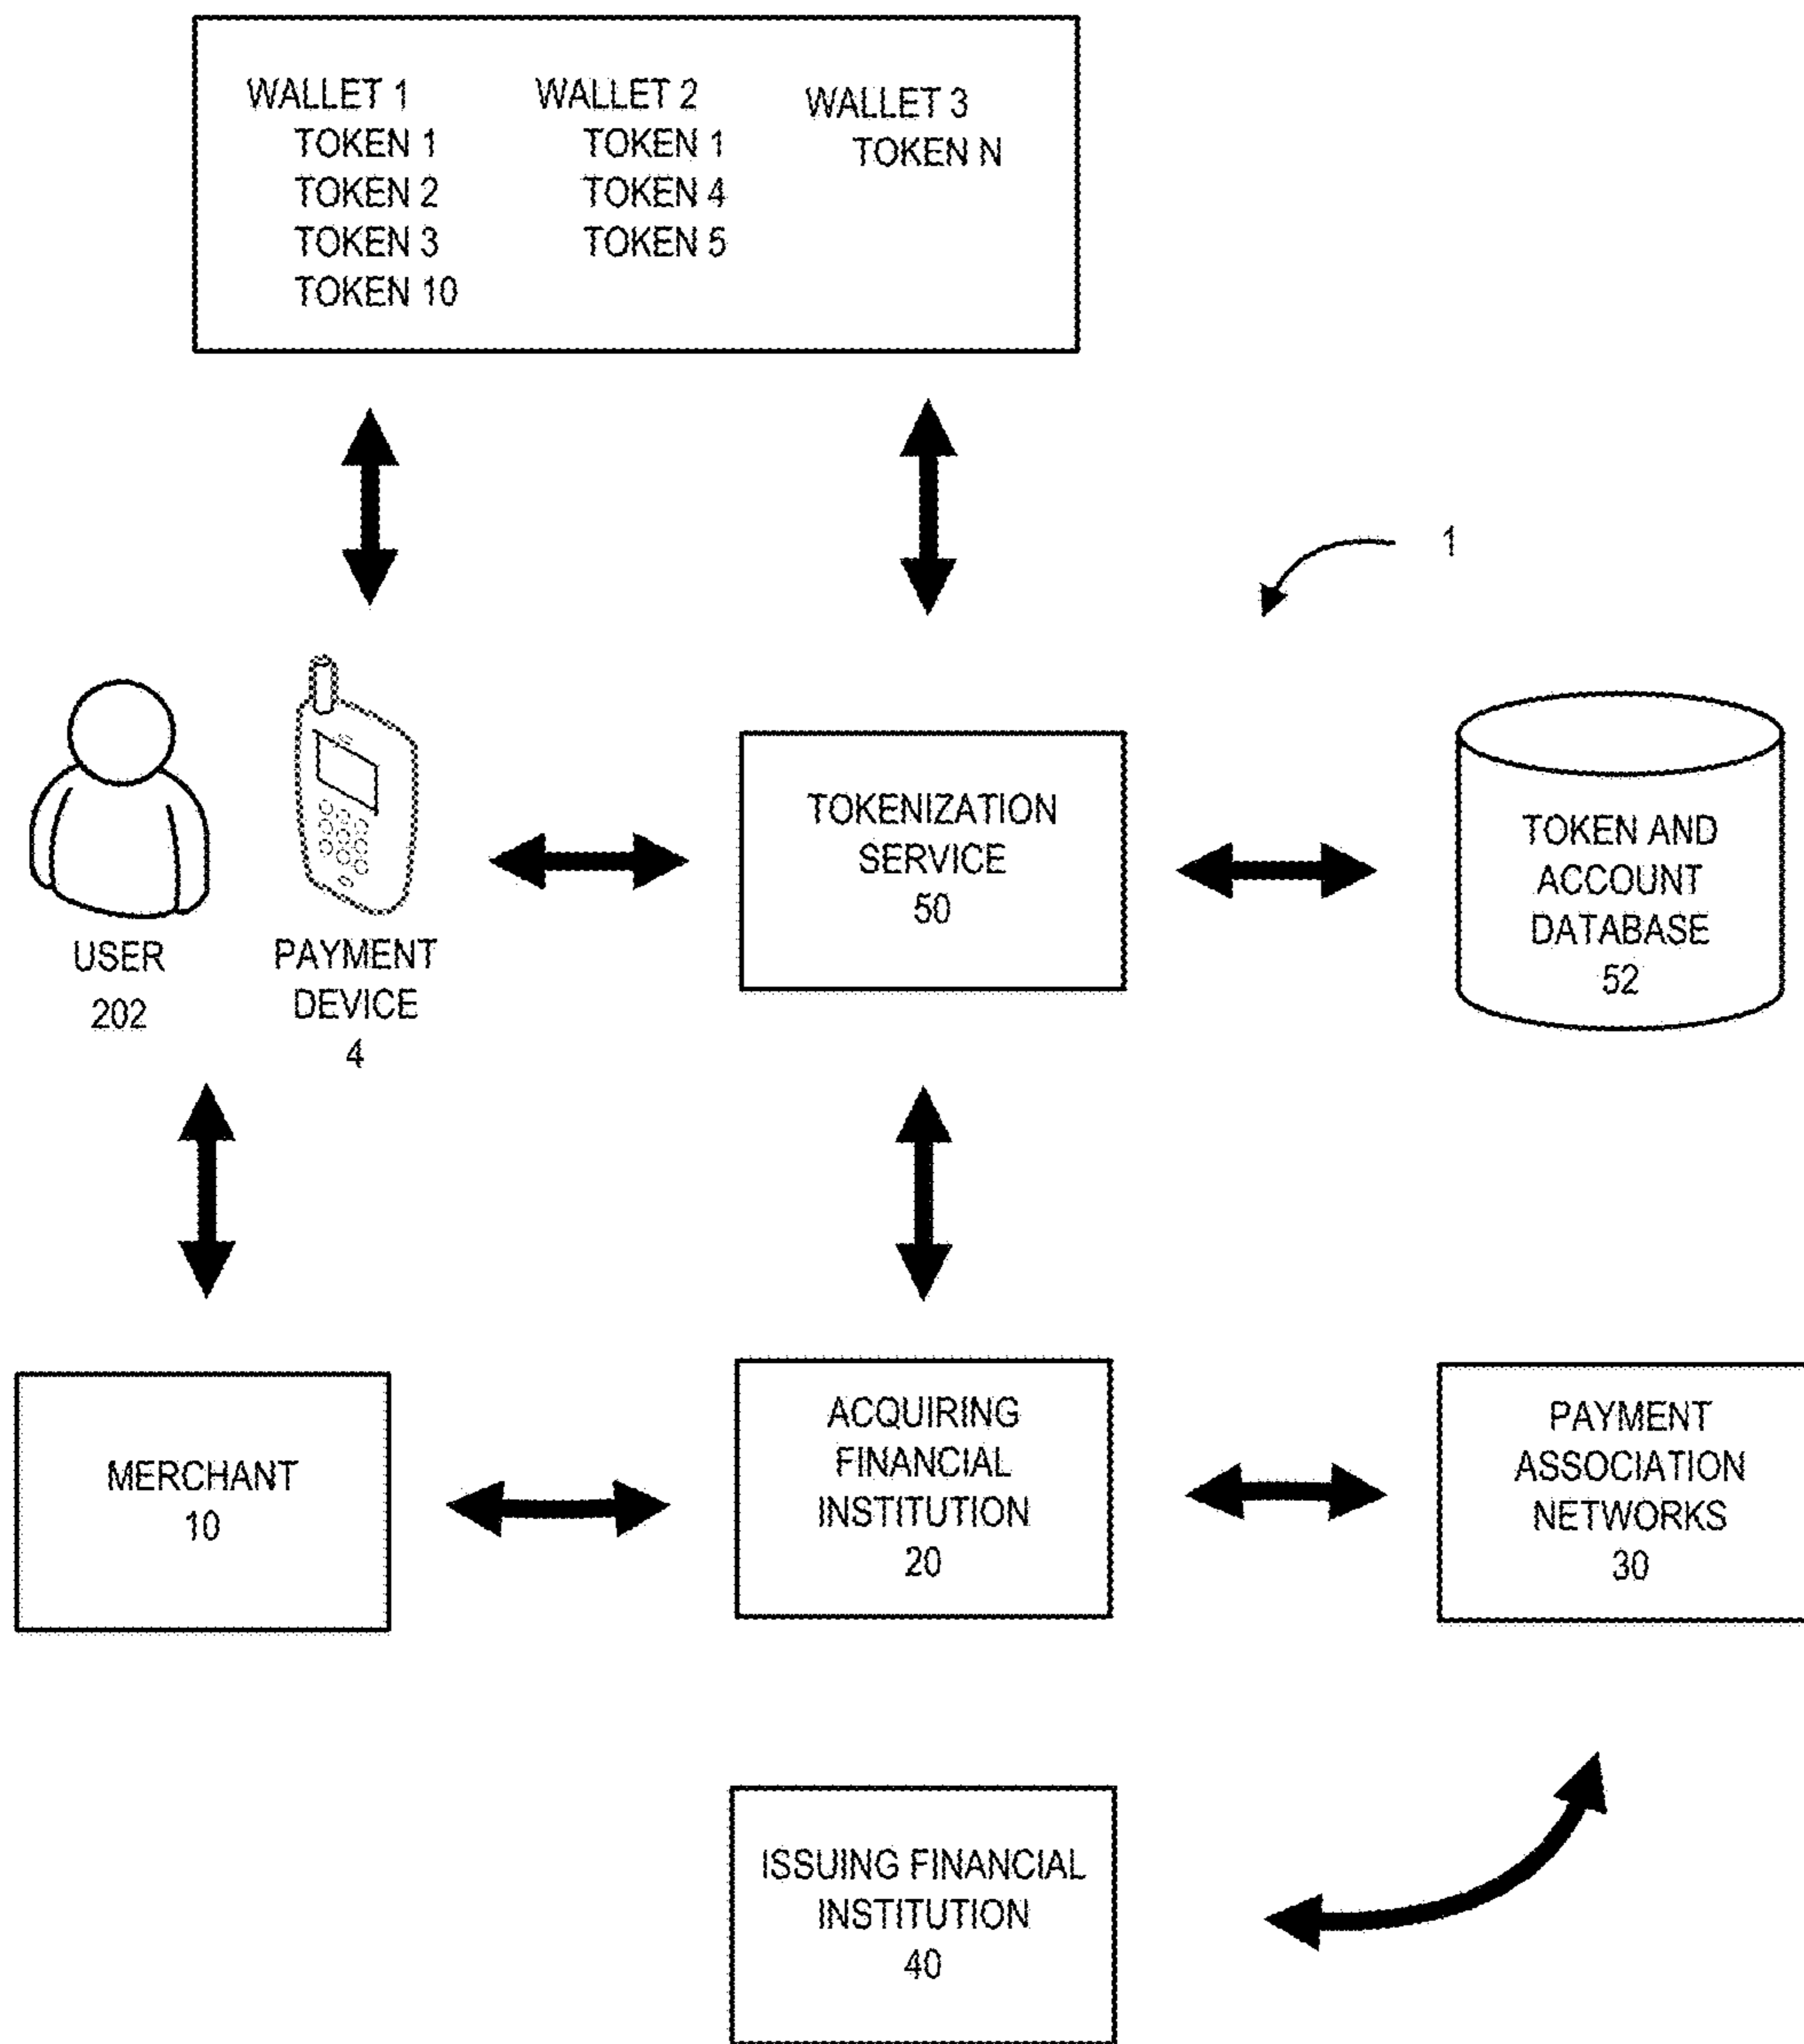 WALLET 1
TOKEN 1
TOKEN 2
TOKEN 3
TOKEN 10
WALLET 2
TOKEN 1
TOKEN 4
TOKEN 5
WALLET 3
TOKEN N
1
USER
202
PAYMENT
DEVICE
4
TOKENIZATION
SERVICE
50
TOKEN AND
ACCOUNT
DATABASE
52
MERCHANT
10
ACQUIRING
FINANCIAL
INSTITUTION
20
PAYMENT
ASSOCIATION
NETWORKS
30
ISSUING FINANCIAL
INSTITUTION
40